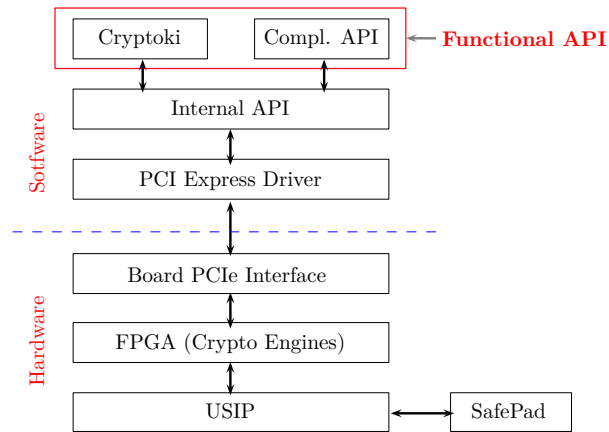 Cryptoki
Compl. API
Functional API
Internal API
Sotfware
PCI Express Driver
Board PCIe Interface
Hardware
FPGA (Crypto Engines)
USIP
SafePad